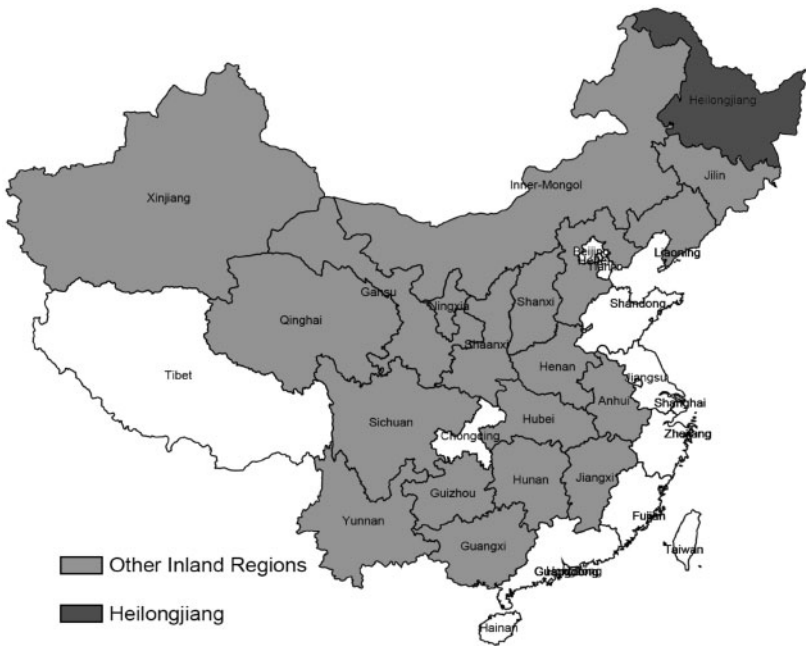 Heilongjiang
Jilin
Inner-Mongol
Xinjiang
Beijing
Liaoning
Tianjin
Gansu
Ningxia
Shanxi
Shandong
Qinghai
Shaanxi
Henan
Tibet
Jiangsu
Anhui
Shanghai
Sichuan
Hubei
Chongqing
Zhejiang
Guizhou
Hunan
Jiangxi
Yunnan
Fujian
Guangxi
Taiwan
Other Inland Regions
Heilongjiang
Hainan